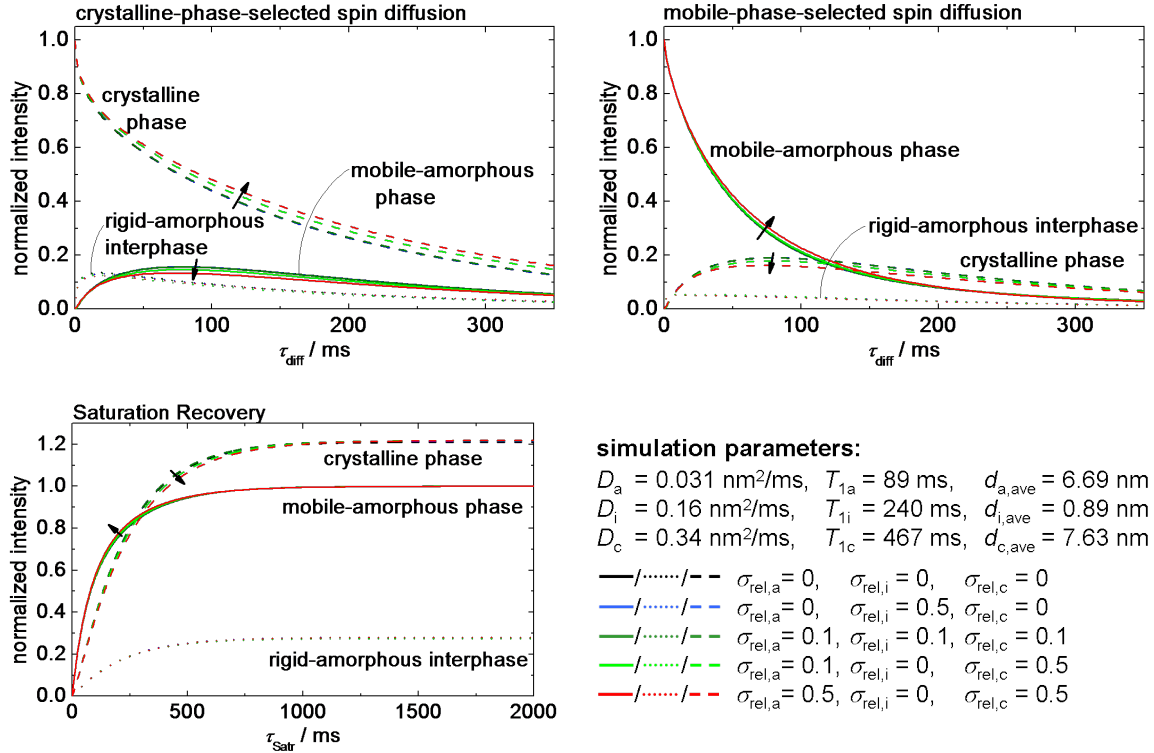 crystalline-phase-selected spin diffusion
normalized intensity
1.0
0.8
0.6
0.4
0.2
0.0
crystalline
phase
mobile-amorphous
phase
rigid-amorphous
interphase
0
100
200
300
τdiff / ms
mobile-phase-selected spin diffusion
normalized intensity
1.0
0.8
0.6
0.4
0.2
0.0
mobile-amorphous phase
rigid-amorphous interphase
crystalline phase
0
100
200
300
τdiff / ms
Saturation Recovery
normalized intensity
1.2
1.0
0.8
0.6
0.4
0.2
0.0
crystalline phase
mobile-amorphous phase
rigid-amorphous interphase
0
500
1000
1500
2000
τSatr / ms
simulation parameters:
Da = 0.031 nm²/ms, T1a = 89 ms, da,ave = 6.69 nm
Di = 0.16 nm²/ms, T1i = 240 ms, di,ave = 0.89 nm
Dc = 0.34 nm²/ms, T1c = 467 ms, dc,ave = 7.63 nm
/ / σrel,a = 0, σrel,i = 0, σrel,c = 0
/ / σrel,a = 0, σrel,i = 0.5, σrel,c = 0
/ / σrel,a = 0.1, σrel,i = 0.1, σrel,c = 0.1
/ / σrel,a = 0.1, σrel,i = 0, σrel,c = 0.5
/ / σrel,a = 0.5, σrel,i = 0, σrel,c = 0.5